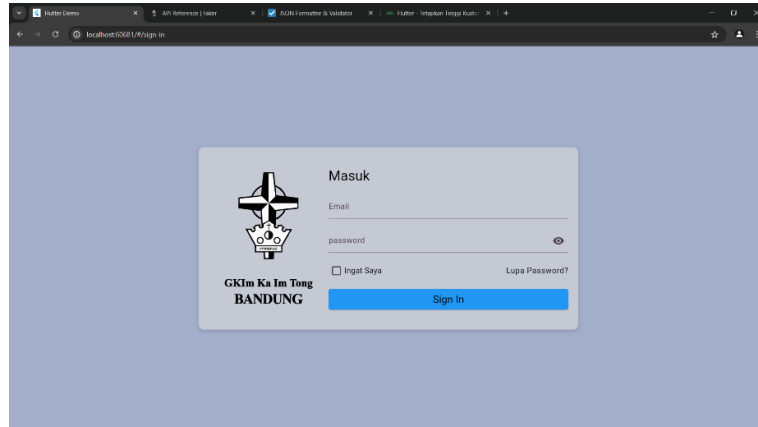 Flutter Demo
API Reference | Faker
JSON Formatter & Validator
Flutter - Tetapkan Tinggi Kustom
localhost:60681/#/sign-in
Masuk
Email
password
Ingat Saya
Lupa Password?
Sign In
GKIm Ka Im Tong
BANDUNG